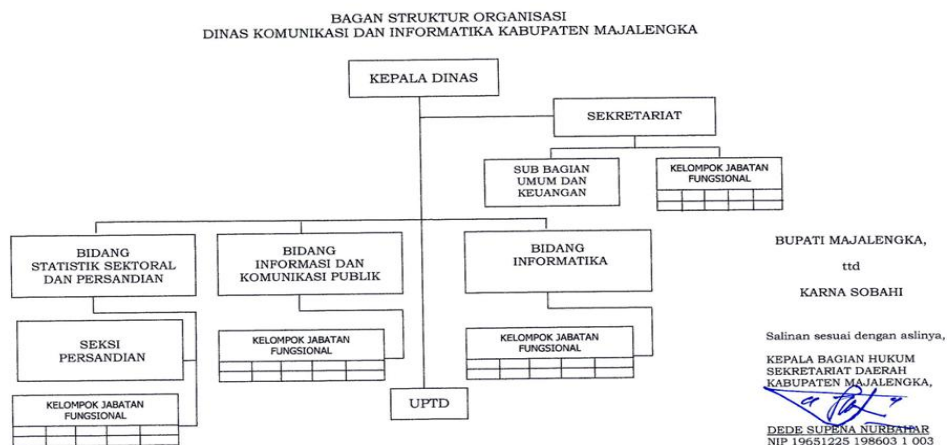 BAGAN STRUKTUR ORGANISASI
DINAS KOMUNIKASI DAN INFORMATIKA KABUPATEN MAJALENGKA
KEPALA DINAS
SEKRETARIAT
SUB BAGIAN
UMUM DAN
KEUANGAN
KELOMPOK JABATAN
FUNGSIONAL
BIDANG
STATISTIK SEKTORAL
DAN PERSANDIAN
BIDANG
INFORMASI DAN
KOMUNIKASI PUBLIK
BIDANG
INFORMATIKA
SEKSI
PERSANDIAN
KELOMPOK JABATAN
FUNGSIONAL
KELOMPOK JABATAN
FUNGSIONAL
KELOMPOK JABATAN
FUNGSIONAL
UPTD
BUPATI MAJALENGKA,
ttd
KARNA SOBAHI
Salinan sesuai dengan aslinya,
KEPALA BAGIAN HUKUM
SEKRETARIAT DAERAH
KABUPATEN MAJALENGKA,
DEDE SUPENA NURBAHAR
NIP 19651225 198603 1 003